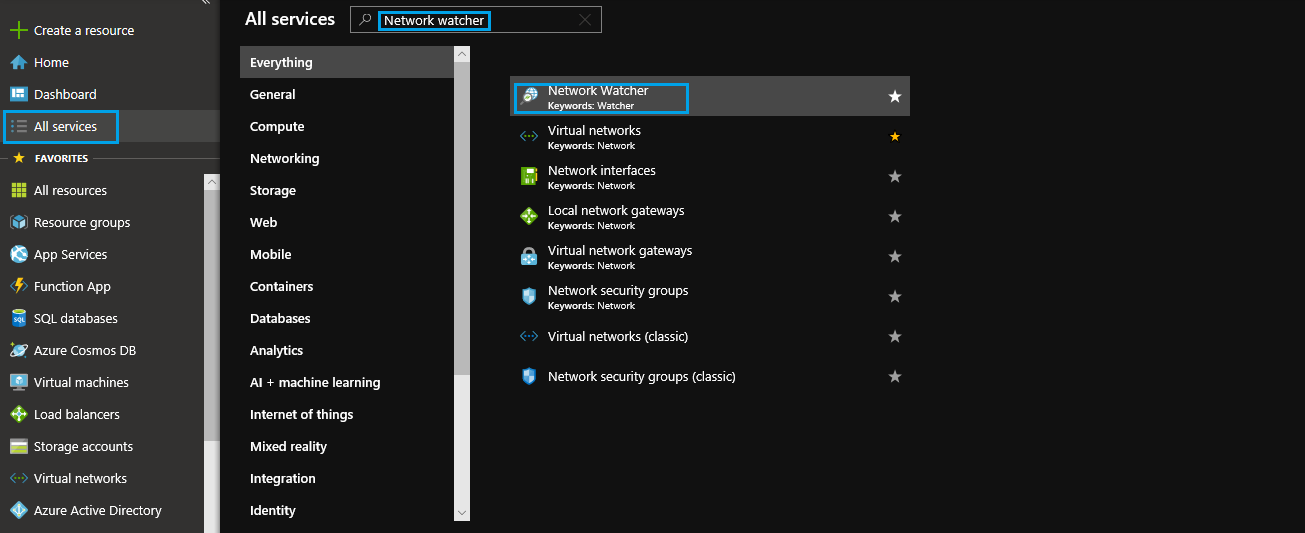 Create a resource
Home
Dashboard
All services
FAVORITES
All resources
Resource groups
App Services
Function App
SQL databases
Azure Cosmos DB
Virtual machines
Load balancers
Storage accounts
Virtual networks
Azure Active Directory
All services
Network watcher
Everything
General
Compute
Networking
Storage
Web
Mobile
Containers
Databases
Analytics
AI + machine learning
Internet of things
Mixed reality
Integration
Identity
Network Watcher
Keywords: Watcher
Virtual networks
Keywords: Network
Network interfaces
Keywords: Network
Local network gateways
Keywords: Network
Virtual network gateways
Keywords: Network
Network security groups
Keywords: Network
Virtual networks (classic)
Network security groups (classic)